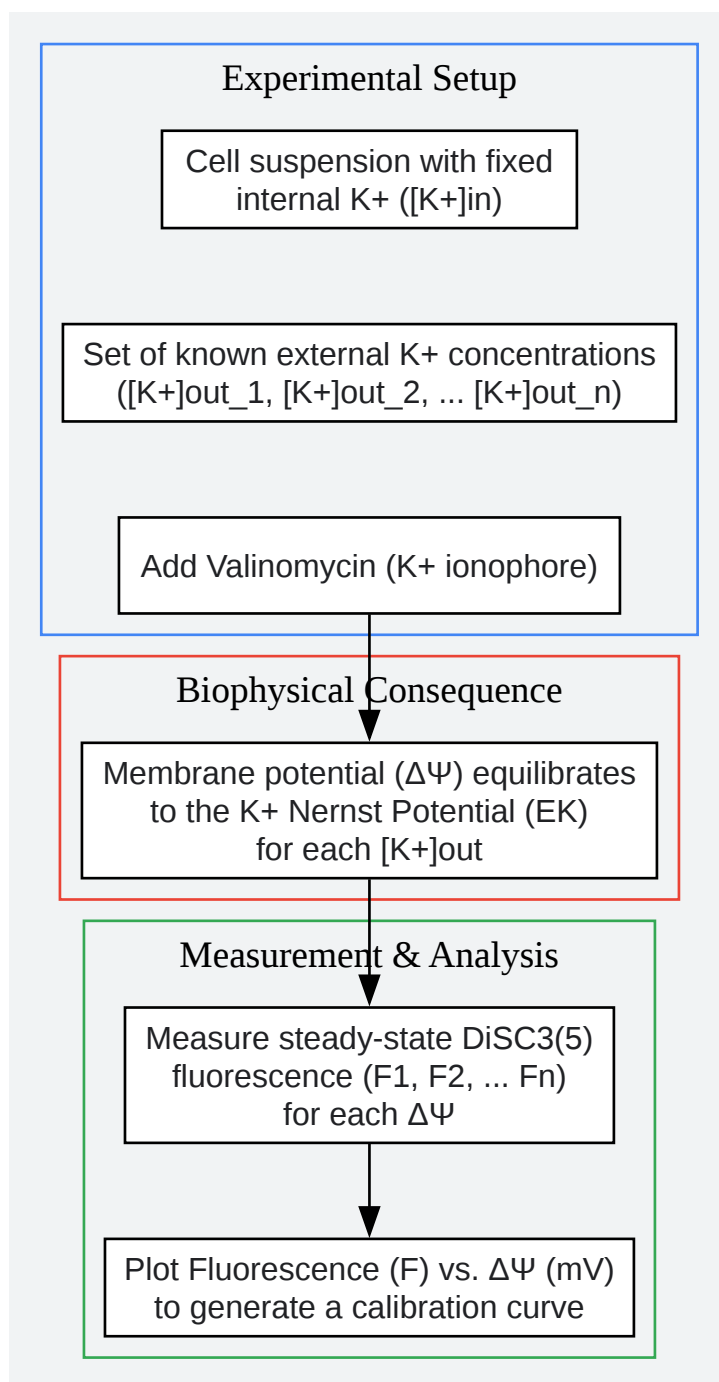 Experimental Setup
Cell suspension with fixed
internal K+ ([K+]in)
Set of known external K+ concentrations
([K+]out_1, [K+]out_2, ... [K+]out_n)
Add Valinomycin (K+ ionophore)
Biophysical Consequence
Membrane potential (ΔΨ) equilibrates
to the K+ Nernst Potential (EK)
for each [K+]out
Measurement & Analysis
Measure steady-state DiSC3(5)
fluorescence (F1, F2, ... Fn)
for each ΔΨ
Plot Fluorescence (F) vs. ΔΨ (mV)
to generate a calibration curve